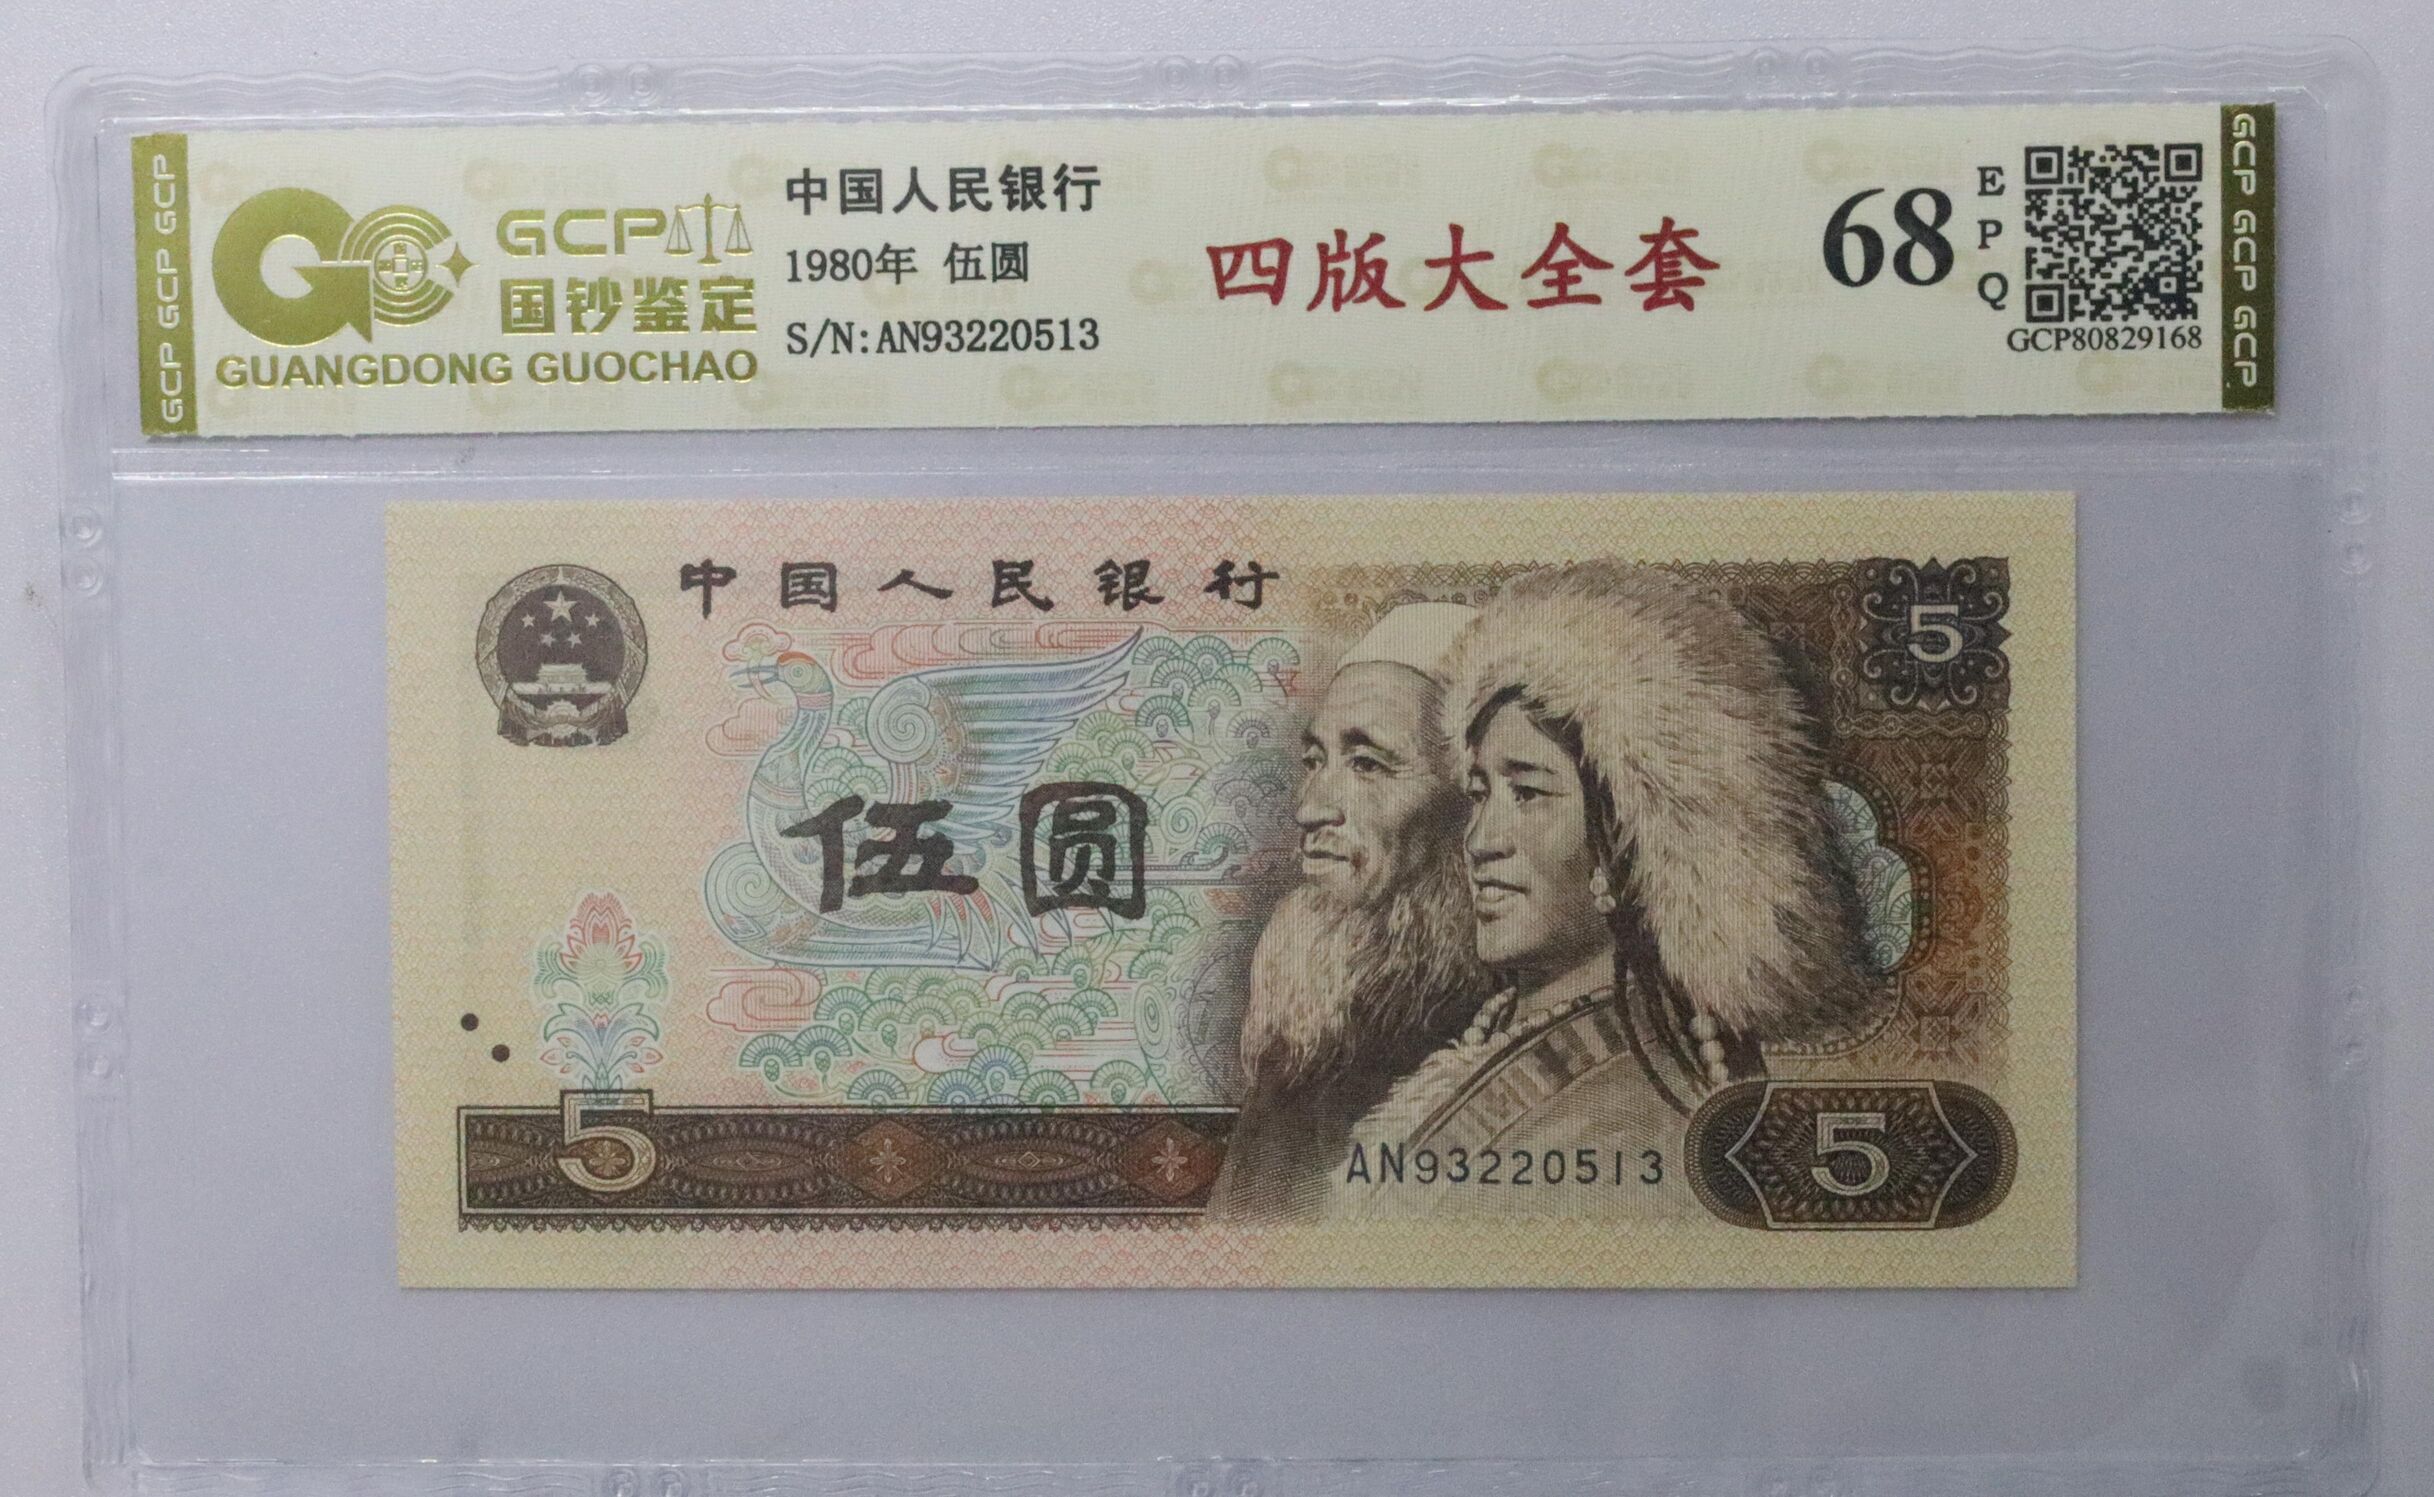 GCP GCP GCP
GCP
国钞鉴定
GUANGDONG GUOCHAO
中国人民银行
1980年 伍圆
S/N:AN93220513
四版大全套
68
E
P
Q
GCP80829168
GCP GCP GCP
中国人民银行
5
伍圆
5
AN93220513
5